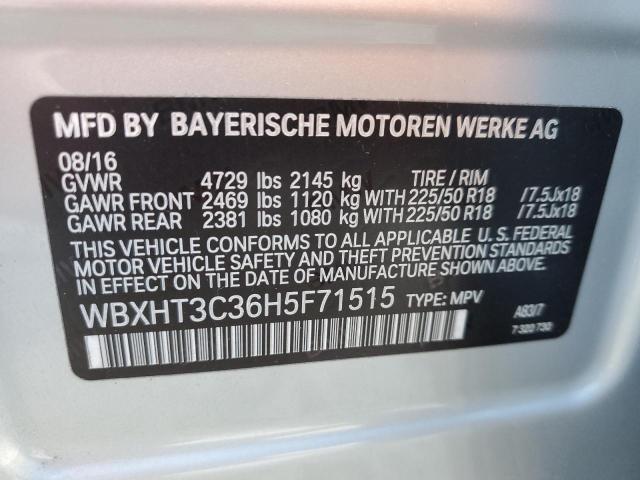 MFD BY BAYERISCHE MOTOREN WERKE AG
08/16
GVWR 4729 lbs 2145 kg TIRE / RIM
GAWR FRONT 2469 lbs 1120 kg WITH 225/50 R18 /7.5Jx18
GAWR REAR 2381 lbs 1080 kg WITH 225/50 R18 /7.5Jx18
THIS VEHICLE CONFORMS TO ALL APPLICABLE U. S. FEDERAL
MOTOR VEHICLE SAFETY AND THEFT PREVENTION STANDARDS
IN EFFECT ON THE DATE OF MANUFACTURE SHOWN ABOVE.
WBXHT3C36H5F71515 TYPE: MPV
A83/7
7 320 730